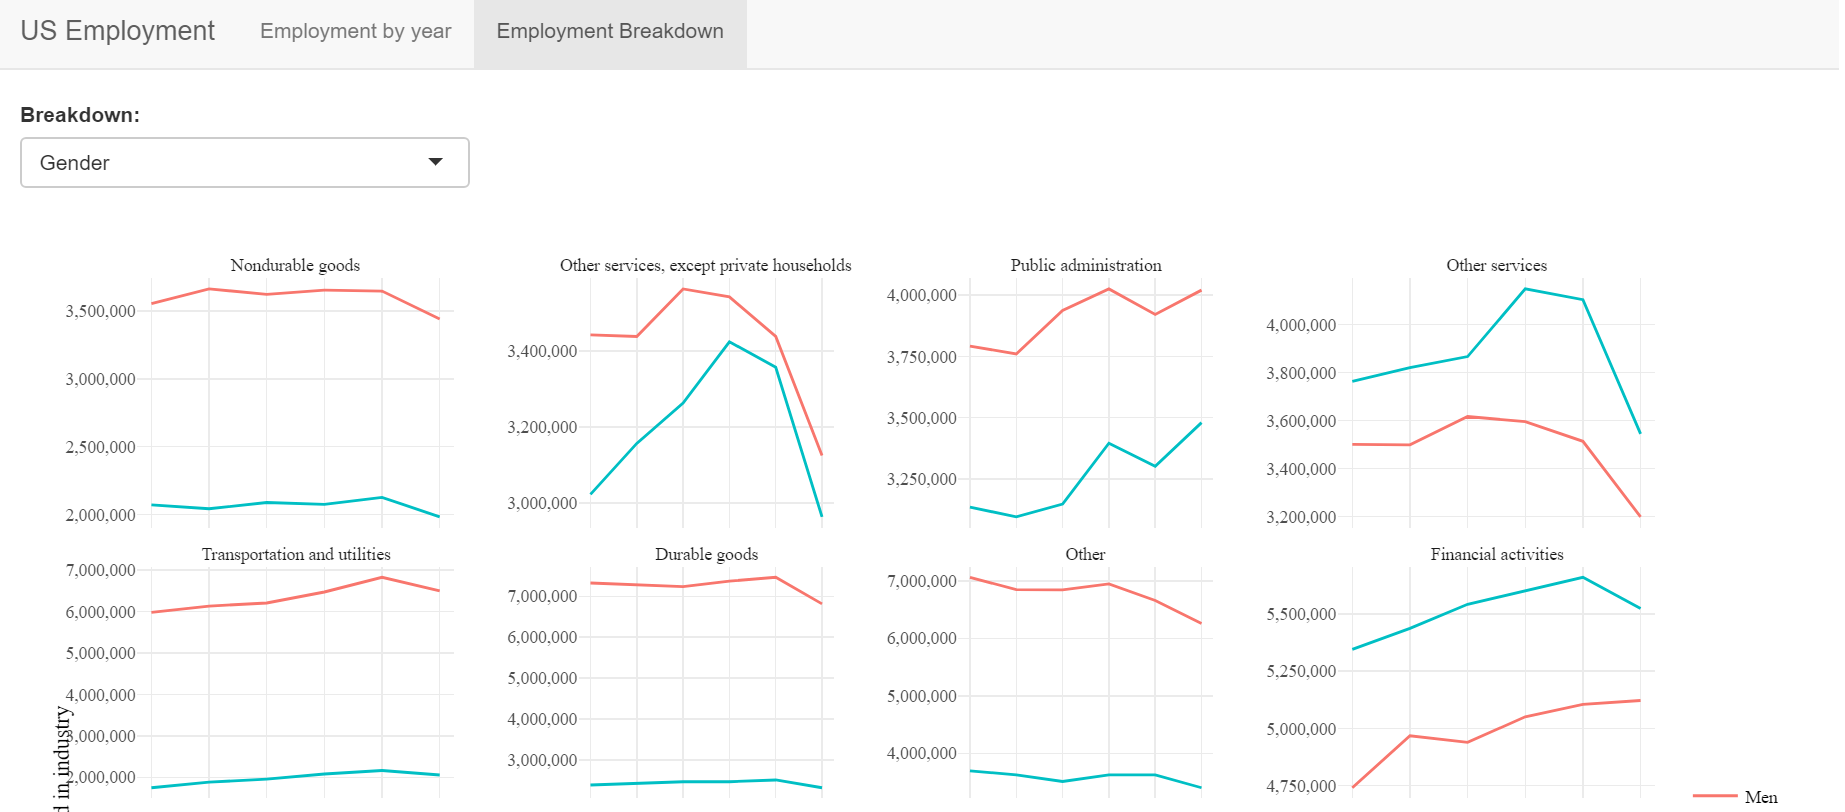 US Employment
Employment by year
Employment Breakdown
Breakdown:
Gender
Nondurable goods
3,500,000
3,000,000
2,500,000
2,000,000
Other services, except private households
3,400,000
3,200,000
3,000,000
Public administration
4,000,000
3,750,000
3,500,000
3,250,000
Other services
4,000,000
3,800,000
3,600,000
3,400,000
3,200,000
Transportation and utilities
7,000,000
6,000,000
5,000,000
4,000,000
3,000,000
2,000,000
Durable goods
7,000,000
6,000,000
5,000,000
4,000,000
3,000,000
Other
7,000,000
6,000,000
5,000,000
4,000,000
Financial activities
5,500,000
5,250,000
5,000,000
4,750,000
d in industry
Men